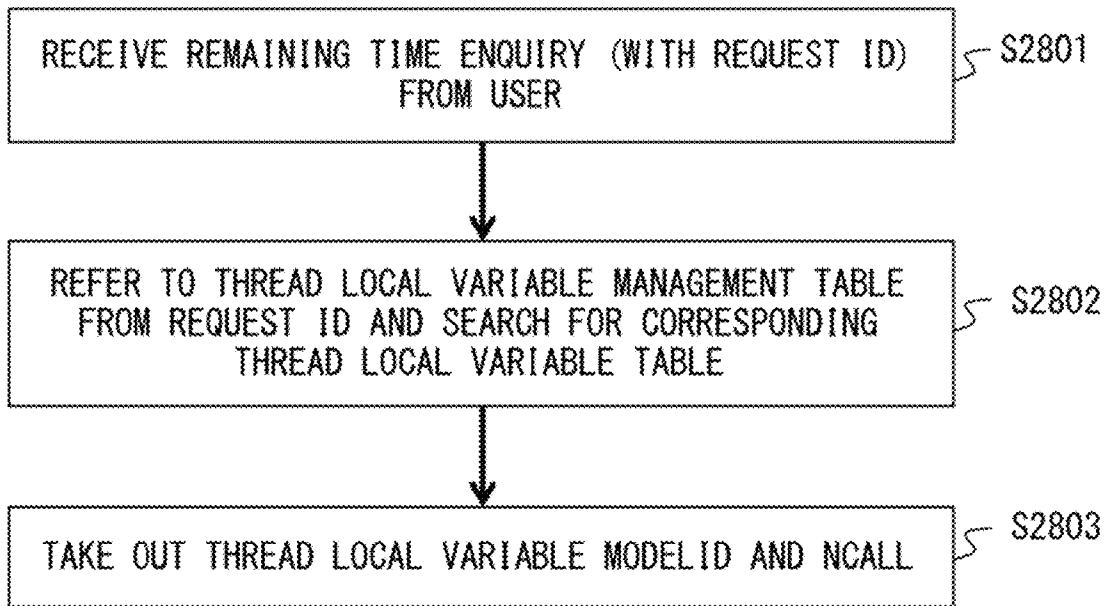 RECEIVE REMAINING TIME ENQUIRY (WITH REQUEST ID)
FROM USER
S2801
REFER TO THREAD LOCAL VARIABLE MANAGEMENT TABLE
FROM REQUEST ID AND SEARCH FOR CORRESPONDING
THREAD LOCAL VARIABLE TABLE
S2802
TAKE OUT THREAD LOCAL VARIABLE MODELID AND NCALL
S2803